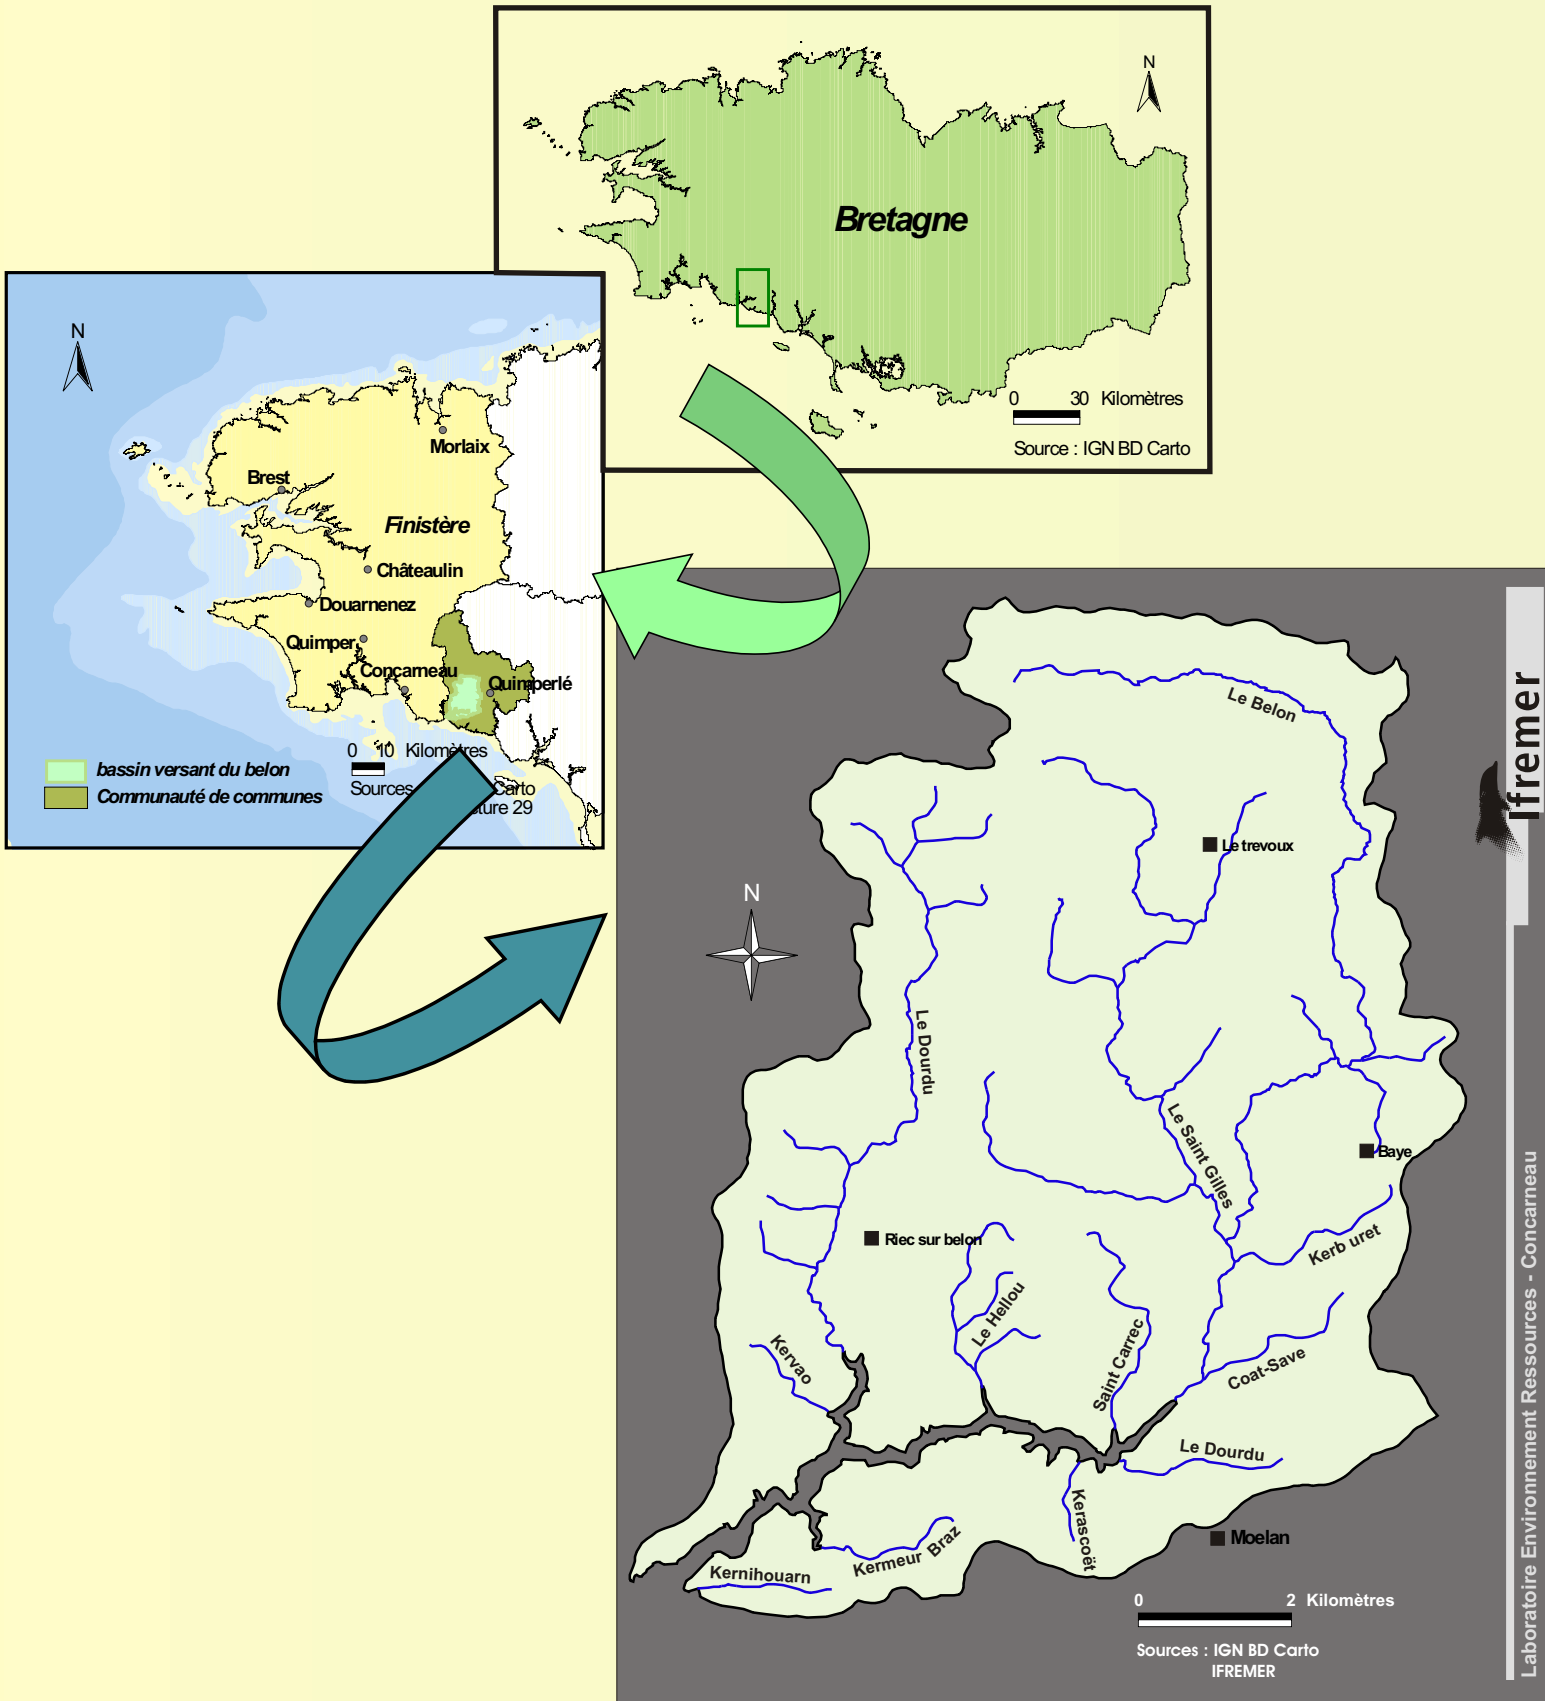 N
Bretagne
0 30 Kilomètres
Source : IGN BD Carto
N
Morlaix
Brest
Finistère
Châteaulin
Douarnenez
Quimper
Concarneau
Quimperlé
0 10 Kilomètres
bassin versant du belon
Communauté de communes
Sources
Carto
cture 29
N
Le Belon
Le trevoux
Le Dourdu
Le Saint Gilles
Baye
Riec sur belon
Kerb uret
Le Hellou
Kervao
Saint Carrec
Coat-Save
Le Dourdu
Kerascoët
Moelan
Kermeur Braz
Kernihouarn
0 2 Kilomètres
Sources : IGN BD Carto
IFREMER
Ifremer
Laboratoire Environnement Ressources - Concarneau